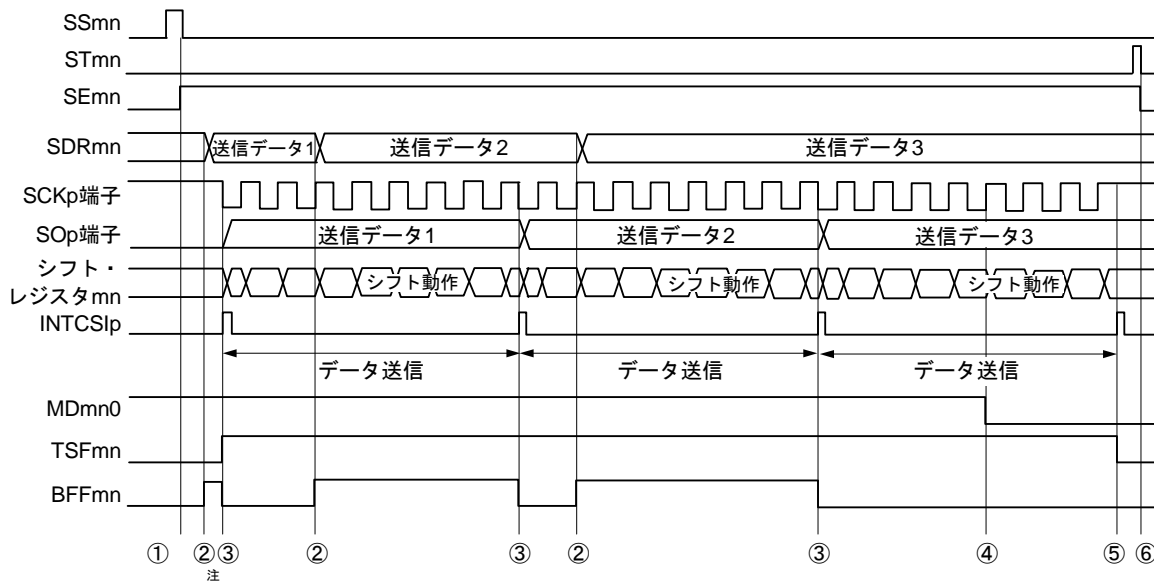 SSmn
STmn
SEmn
SDRmn 送信データ1 送信データ2 送信データ3
SCKp端子
SOp端子 送信データ1 送信データ2 送信データ3
シフト・
レジスタmn シフト動作 シフト動作 シフト動作
INTCSIp
データ送信 データ送信 データ送信
MDmn0
TSFmn
BFFmn
① ② ③ ② ③ ② ③ ④ ⑤ ⑥
注